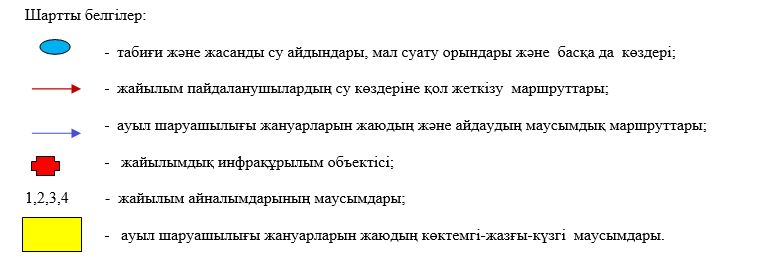 Шартты белгілер:
- табиғи және жасанды су айдындары, мал суату орындары және басқа да көздері;
- жайылым пайдаланушылардың су көздеріне қол жеткізу маршруттары;
- ауыл шаруашылығы жануарларын жаюдың және айдаудың маусымдық маршруттары;
- жайылымдық инфрақұрылым объектісі;
1,2,3,4 - жайылым айналымдарының маусымдары;
- ауыл шаруашылығы жануарларын жаюдың көктемгі-жазғы-күзгі маусымдары.